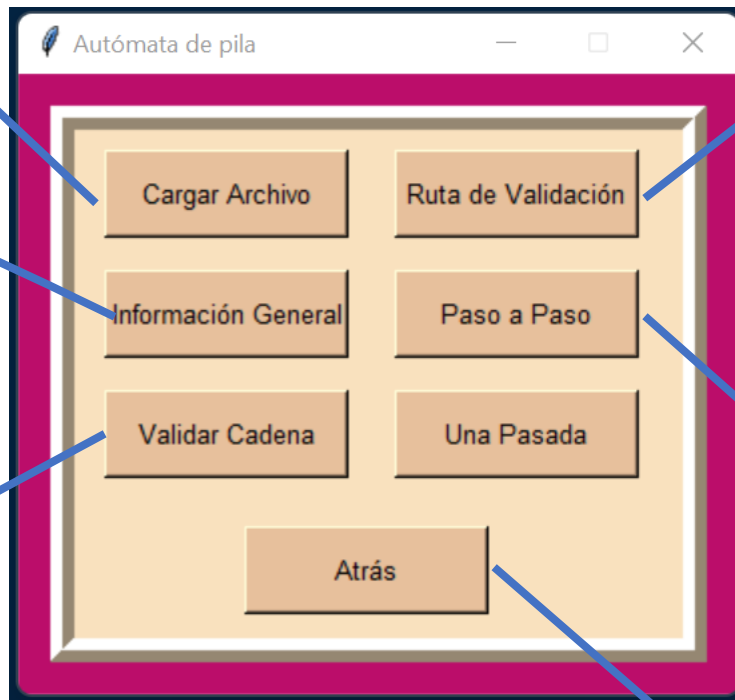 Autómata de pila
Cargar Archivo
Ruta de Validación
Información General
Paso a Paso
Validar Cadena
Una Pasada
Atrás